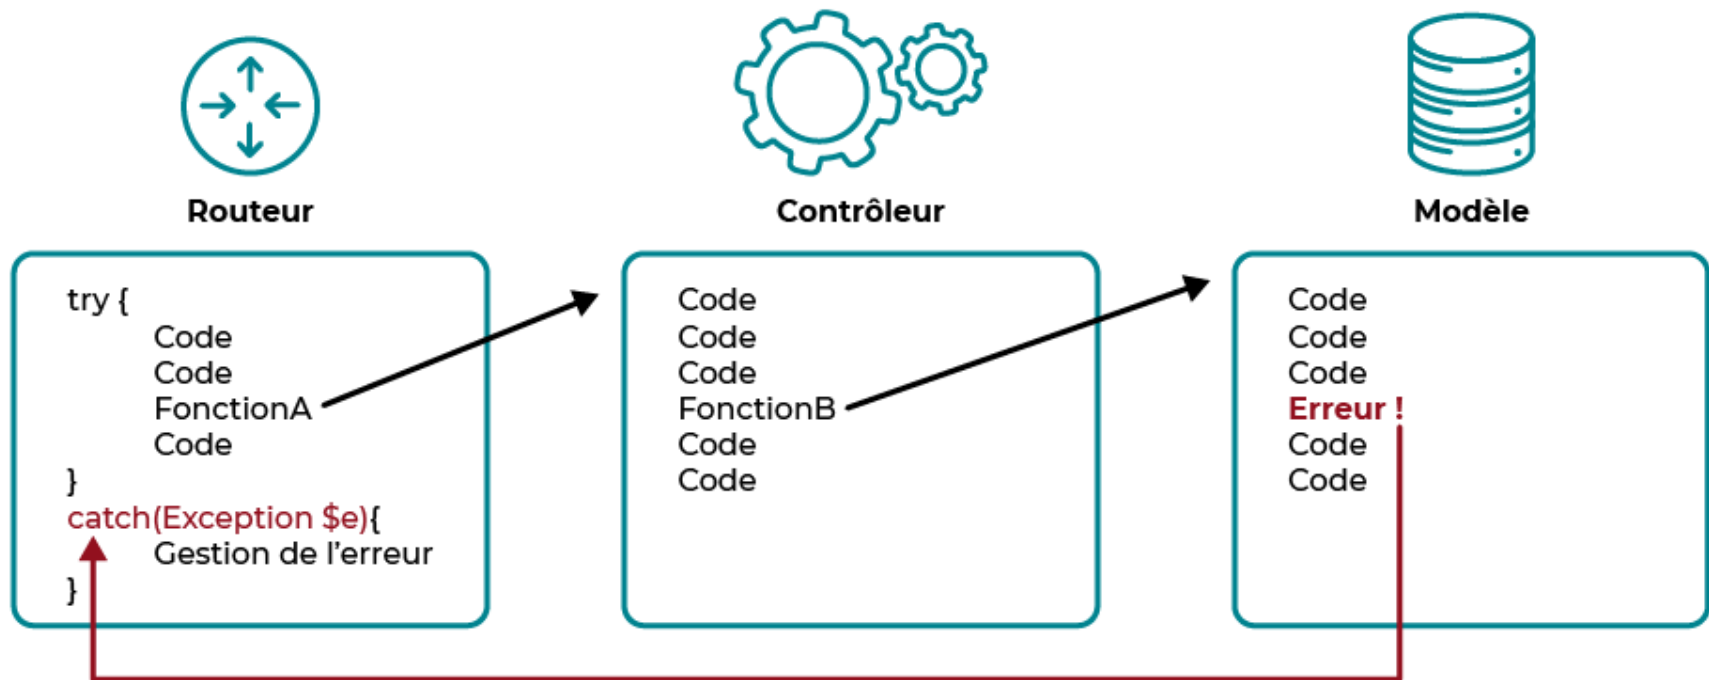 Routeur
try {
Code
Code
FonctionA
Code
}
catch(Exception $e){
Gestion de l'erreur
}
Contrôleur
Code
Code
Code
FonctionB
Code
Code
Modèle
Code
Code
Code
Erreur !
Code
Code